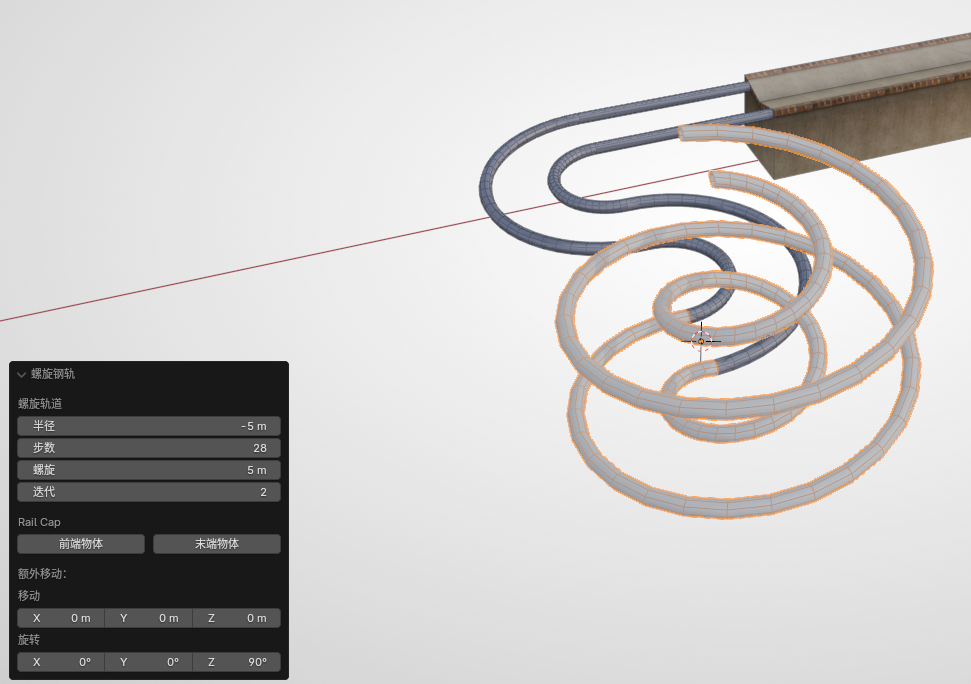 螺旋钢轨
螺旋轨道
半径 -5 m
步数 28
螺旋 5 m
迭代 2
Rail Cap
前端物体 末端物体
额外移动:
移动
X 0 m Y 0 m Z 0 m
旋转
X 0° Y 0° Z 90°